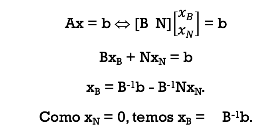 Ax = b ⇔ [B N] [x_B x_N] = b
Bx_B + Nx_N = b
x_B = B⁻¹b - B⁻¹Nx_N.
Como x_N = 0, temos x_B = B⁻¹b.